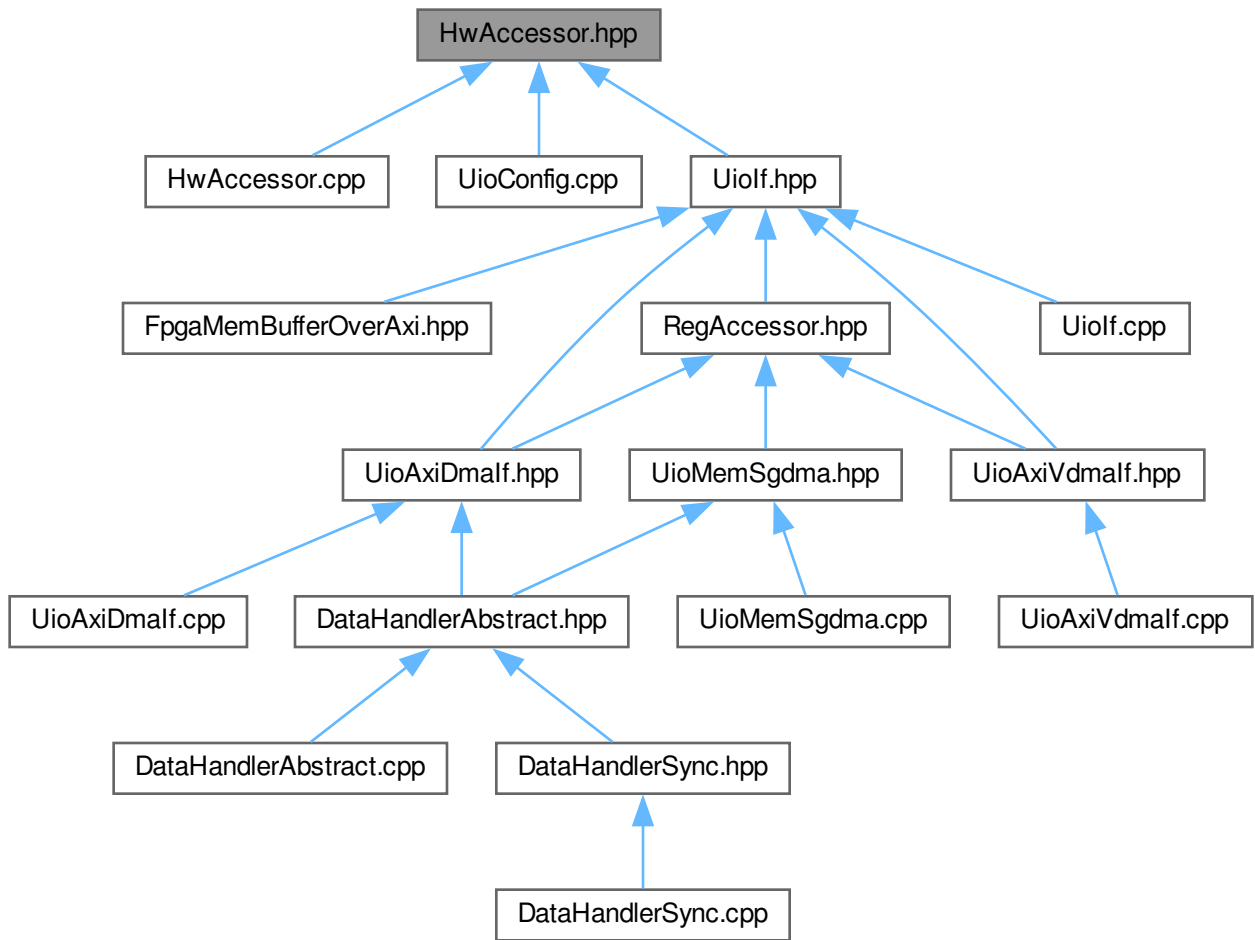 HwAccessor.hpp
HwAccessor.cpp
UioConfig.cpp
UioIf.hpp
FpgaMemBufferOverAxi.hpp
RegAccessor.hpp
UioIf.cpp
UioAxiDmaIf.hpp
UioMemSgdma.hpp
UioAxiVdmaIf.hpp
UioAxiDmaIf.cpp
DataHandlerAbstract.hpp
UioMemSgdma.cpp
UioAxiVdmaIf.cpp
DataHandlerAbstract.cpp
DataHandlerSync.hpp
DataHandlerSync.cpp